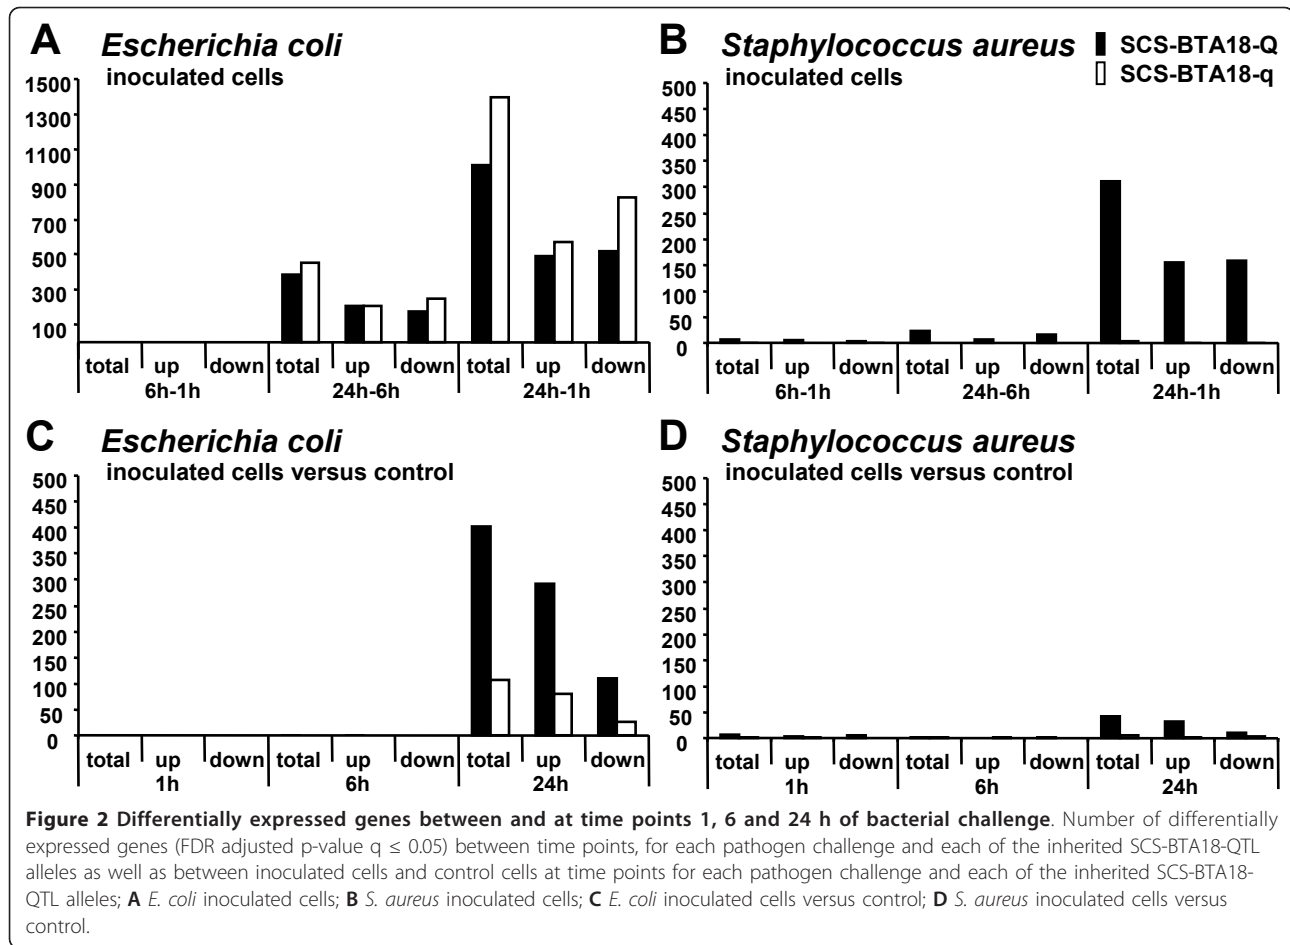 A Escherichia coli
inoculated cells
1500
1300
1100
900
700
500
300
100
total up down total up down total up down
6h-1h 24h-6h 24h-1h
B Staphylococcus aureus
inoculated cells
SCS-BTA18-Q
SCS-BTA18-q
500
450
400
350
300
250
200
150
100
50
0
total up down total up down total up down
6h-1h 24h-6h 24h-1h
C Escherichia coli
inoculated cells versus control
500
450
400
350
300
250
200
150
100
50
0
total up down total up down total up down
1h 6h 24h
D Staphylococcus aureus
inoculated cells versus control
500
450
400
350
300
250
200
150
100
50
0
total up down total up down total up down
1h 6h 24h
Figure 2 Differentially expressed genes between and at time points 1, 6 and 24 h of bacterial challenge. Number of differentially
expressed genes (FDR adjusted p-value q ≤ 0.05) between time points, for each pathogen challenge and each of the inherited SCS-BTA18-QTL
alleles as well as between inoculated cells and control cells at time points for each pathogen challenge and each of the inherited SCS-BTA18-
QTL alleles; A E. coli inoculated cells; B S. aureus inoculated cells; C E. coli inoculated cells versus control; D S. aureus inoculated cells versus
control.